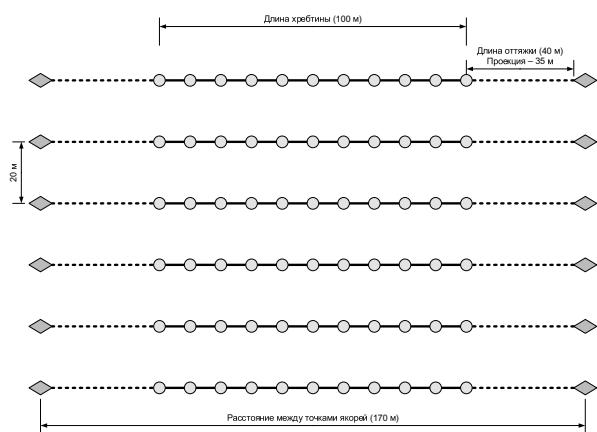 Длина хребтины (100 м)
Длина оттяжки (40 м)
Проекция – 35 м
20 м
Расстояние между точками якорей (170 м)